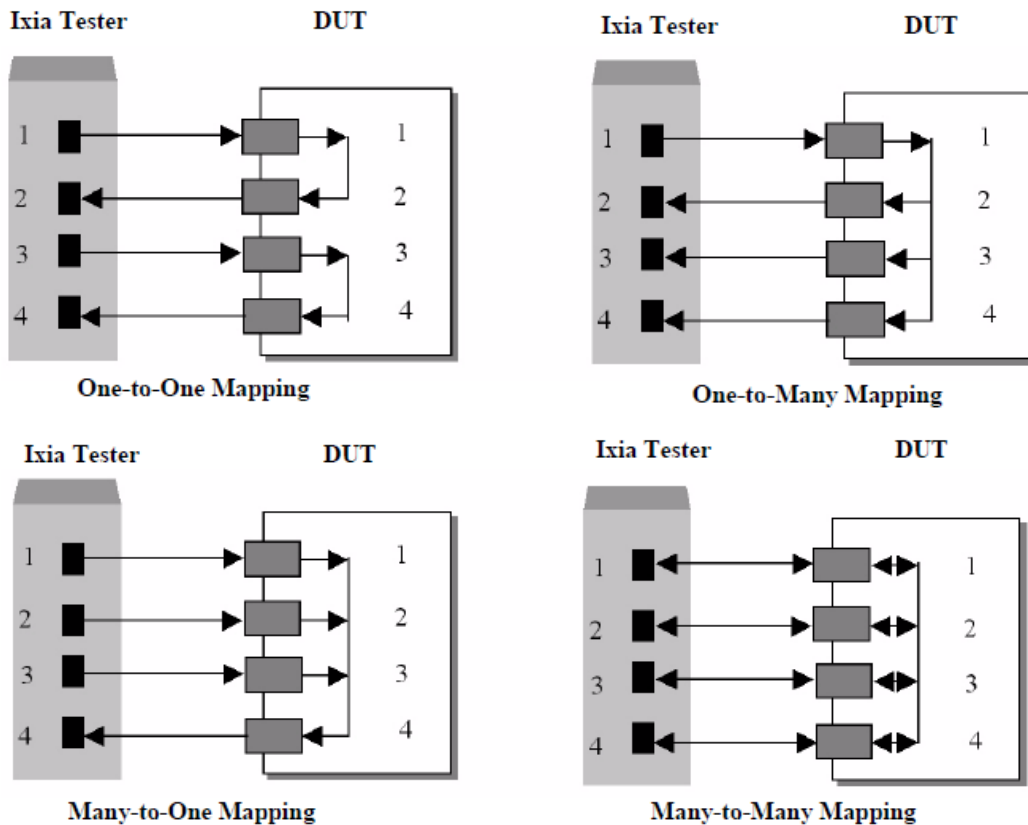 Ixia Tester DUT
1 1
2 2
3 3
4 4
One-to-One Mapping
Ixia Tester DUT
1 1
2 2
3 3
4 4
One-to-Many Mapping
Ixia Tester DUT
1 1
2 2
3 3
4 4
Many-to-One Mapping
Ixia Tester DUT
1 1
2 2
3 3
4 4
Many-to-Many Mapping